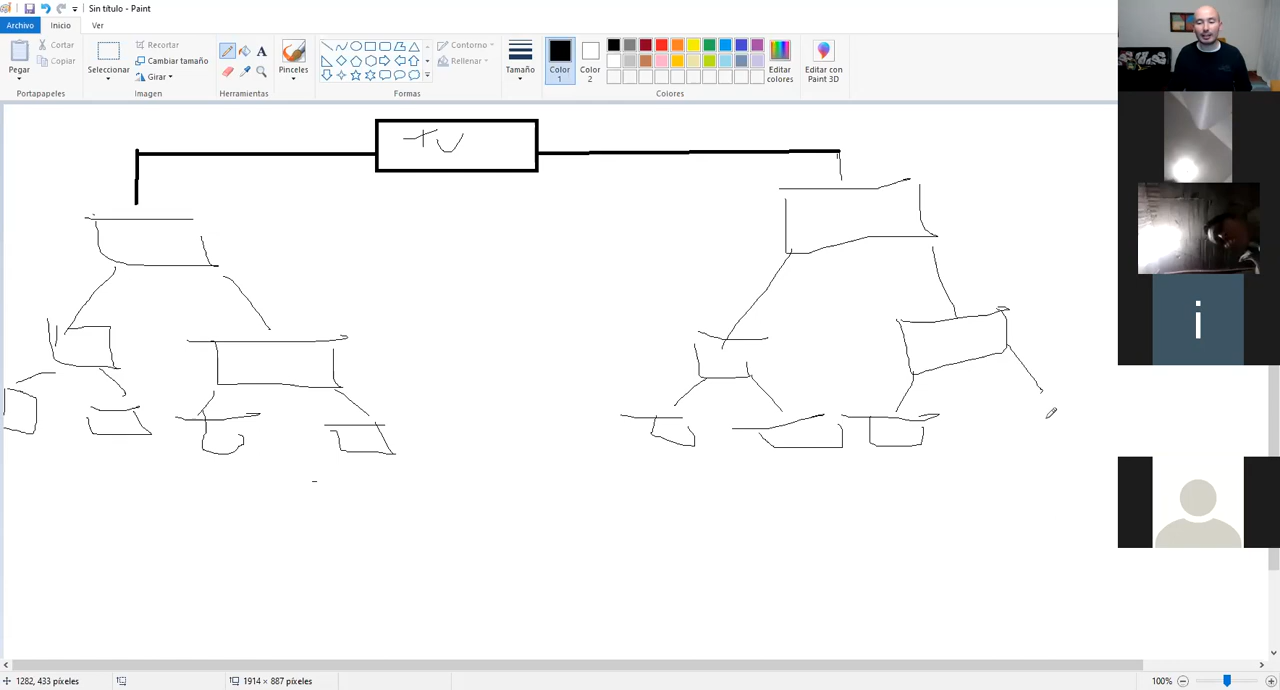 Sin título - Paint
Archivo
Inicio
Ver
Pegar
Cortar
Copiar
Portapapeles
Seleccionar
Recortar
Cambiar tamaño
Girar
Imagen
A
Herramientas
Pinceles
Formas
Contorno
Rellenar
Tamaño
Color
1
Color
2
Editar
colores
Colores
Editar con
Paint 3D
TU
i
1282, 433 píxeles
1914 × 887 píxeles
100%